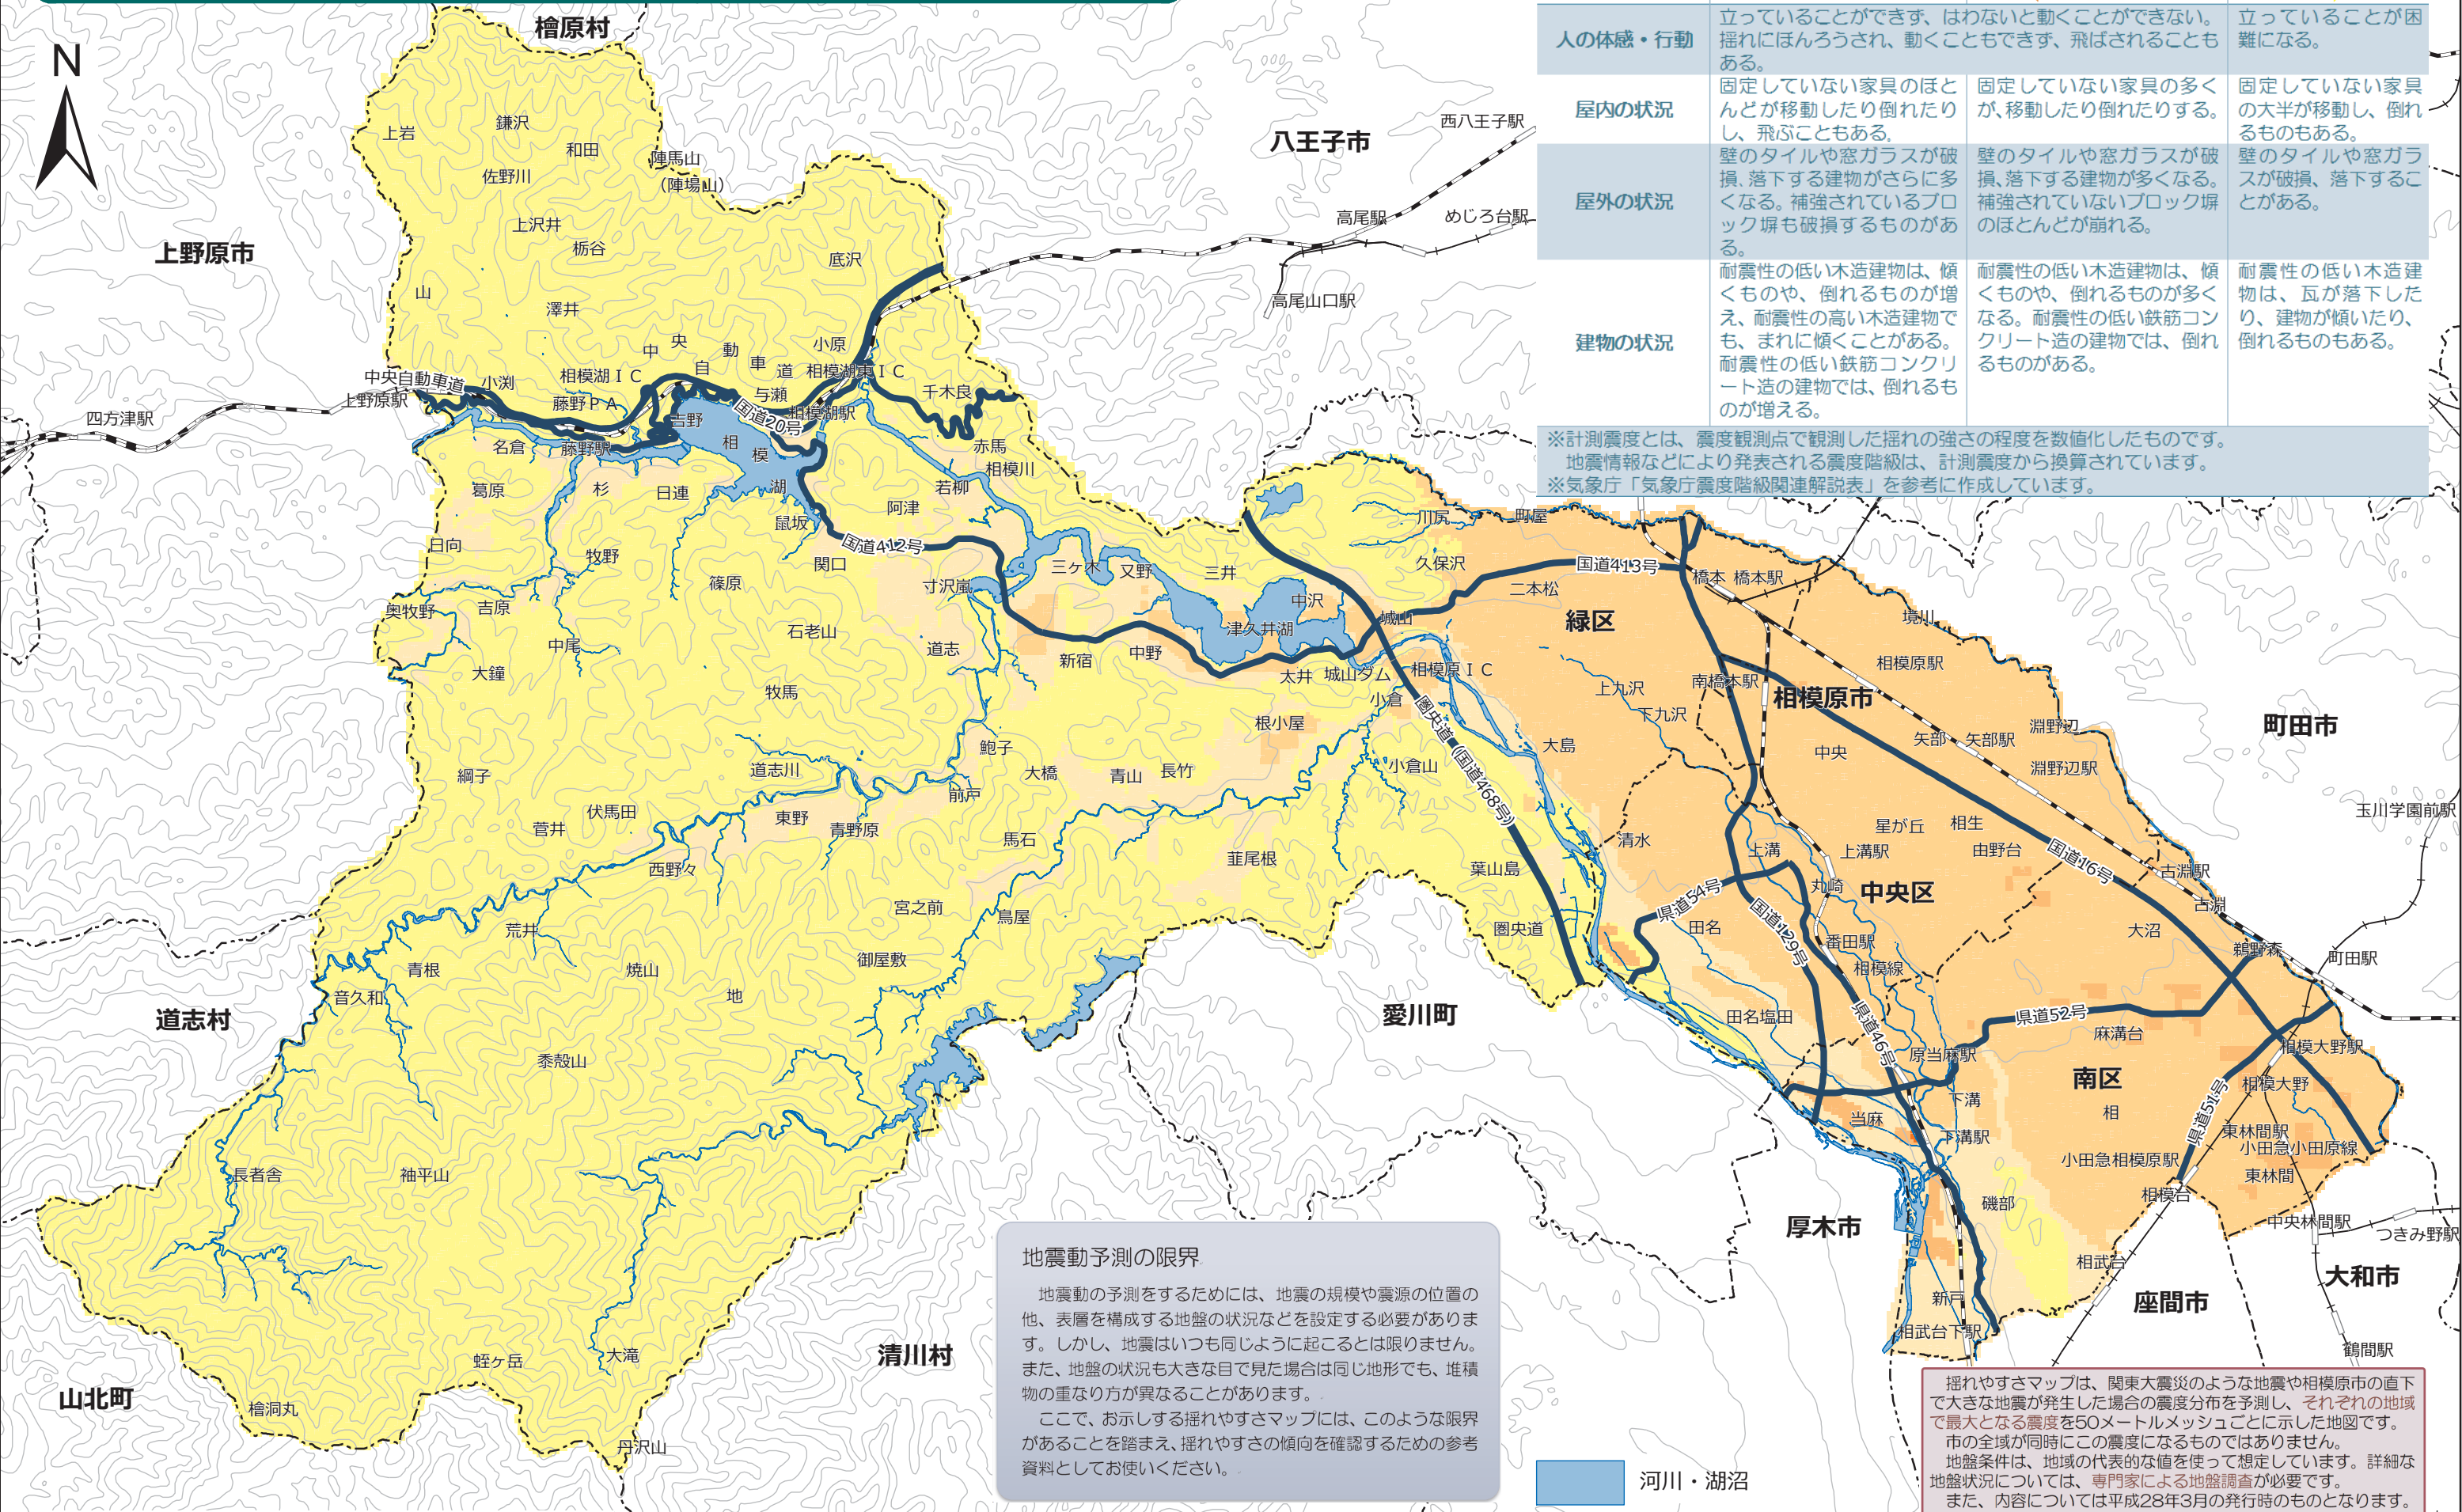 人の体感・行動
立っていることができず、はわないと動くことができない。
揺れにほんろうされ、動くこともできず、飛ばされることも
ある。
立っていることが困
難になる。
屋内の状況
固定していない家具のほと
んどが移動したり倒れたり
し、飛ぶこともある。
固定していない家具の多く
が、移動したり倒れたりする。
固定していない家具
の大半が移動し、倒れ
るものもある。
屋外の状況
壁のタイルや窓ガラスが破
損、落下する建物がさらに多
くなる。補強されているブロ
ック塀も破損するものがあ
る。
壁のタイルや窓ガラスが破
損、落下する建物が多くなる。
補強されていないブロック塀
のほとんどが崩れる。
壁のタイルや窓ガラ
スが破損、落下するこ
とがある。
建物の状況
耐震性の低い木造建物は、傾
くものや、倒れるものが増
え、耐震性の高い木造建物で
も、まれに傾くことがある。
耐震性の低い鉄筋コンクリ
ート造の建物では、倒れるも
のが増える。
耐震性の低い木造建物は、傾
くものや、倒れるものが多く
なる。耐震性の低い鉄筋コン
クリート造の建物では、倒れ
るものがある。
耐震性の低い木造建
物は、瓦が落下した
り、建物が傾いたり、
倒れるものもある。
※計測震度とは、震度観測点で観測した揺れの強さの程度を数値化したものです。
地震情報などにより発表される震度階級は、計測震度から換算されています。
※気象庁「気象庁震度階級関連解説表」を参考に作成しています。
N
檜原村
八王子市
西八王子駅
上岩
鎌沢
和田
陣馬山
(陣場山)
佐野川
上沢井
栃谷
高尾駅
めじろ台駅
上野原市
底沢
山
澤井
高尾山口駅
中央自動車道
小原
中央自動車道
小渕
相模湖IC
相模湖東IC
上野原駅
藤野PA
与瀬
千木良
四方津駅
吉野
国道20号
相模湖駅
名倉
藤野駅
相模湖
赤馬
相模川
葛原
杉
日連
若柳
鼠坂
阿津
日向
牧野
国道412号
関口
篠原
寸沢嵐
三ヶ木
又野
三井
川尻
町屋
久保沢
国道413号
橋本
橋本駅
二本松
奥牧野
吉原
中沢
津久井湖
城山
緑区
境川
中尾
石老山
道志
新宿
中野
大鐘
牧馬
太井
城山ダム
相模原IC
相模原駅
小倉
上九沢
南橋本駅
相模原市
下九沢
根小屋
圏央道(国道468号)
町田市
淵野辺
矢部
矢部駅
中央
淵野辺駅
鮑子
大島
綱子
道志川
大橋
青山
長竹
小倉山
前戸
玉川学園前駅
伏馬田
菅井
東野
青野原
馬石
星が丘
相生
清水
上溝
上溝駅
由野台
国道16号
西野々
韮尾根
葉山島
古淵駅
丸崎
中央区
古淵
宮之前
鳥屋
県道54号
田名
国道129号
荒井
圏央道
大沼
番田駅
鵜野森
町田駅
青根
焼山
御屋敷
相模線
音久和
地
道志村
愛川町
田名塩田
県道46号
県道52号
麻溝台
黍殻山
原当麻駅
相模大野駅
南区
相模大野
相
下溝
当麻
県道51号
下溝駅
東林間駅
小田急小田原線
小田急相模原駅
東林間
長者舎
袖平山
相模台
磯部
中央林間駅
つきみ野駅
厚木市
相武台
大和市
新戸
座間市
相武台下駅
鶴間駅
清川村
大滝
蛭ヶ岳
山北町
檜洞丸
丹沢山
地震動予測の限界
地震動の予測をするためには、地震の規模や震源の位置の
他、表層を構成する地盤の状況などを設定する必要がありま
す。しかし、地震はいつも同じように起こるとは限りません。
また、地盤の状況も大きな目で見た場合は同じ地形でも、堆積
物の重なり方が異なることがあります。
ここで、お示しする揺れやすさマップには、このような限界
があることを踏まえ、揺れやすさの傾向を確認するための参考
資料としてお使いください。
河川・湖沼
揺れやすさマップは、関東大震災のような地震や相模原市の直下
で大きな地震が発生した場合の震度分布を予測し、それぞれの地域
で最大となる震度を50メートルメッシュごとに示した地図です。
市の全域が同時にこの震度になるものではありません。
地盤条件は、地域の代表的な値を使って想定しています。詳細な
地盤状況については、専門家による地盤調査が必要です。
また、内容については平成28年3月の発行時のものとなります。